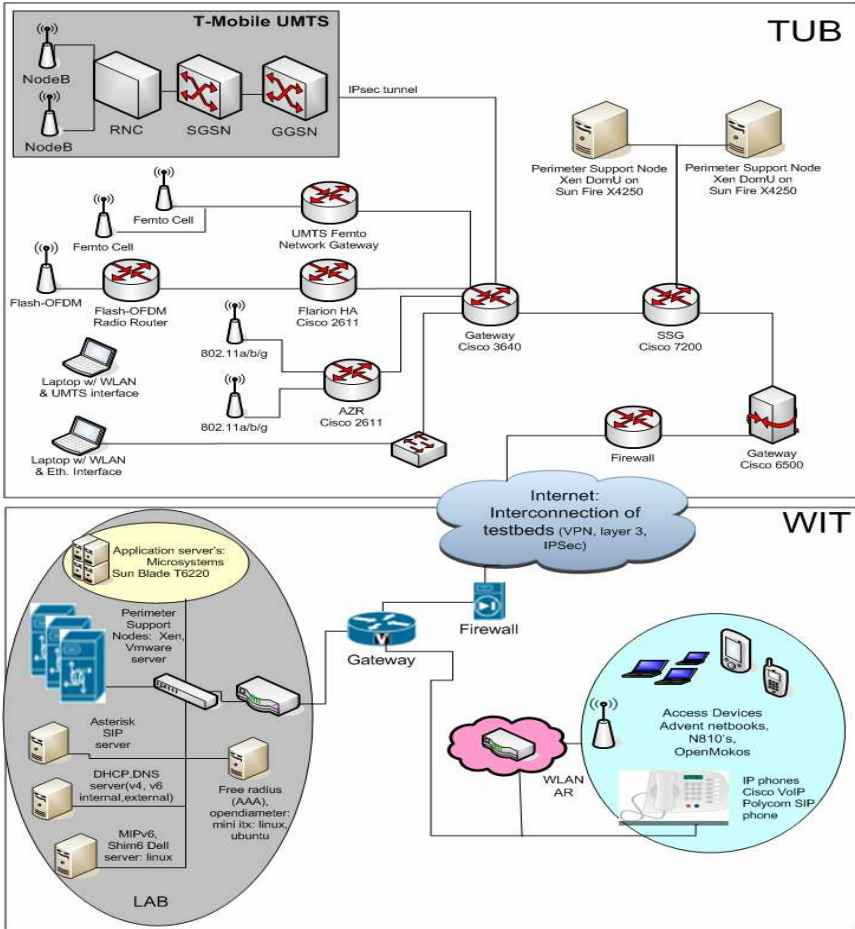 T-Mobile UMTS
TUB
NodeB
NodeB
RNC
SGSN
GGSN
IPsec tunnel
Perimeter Support Node
Xen DomU on
Sun Fire X4250
Perimeter Support Node
Xen DomU on
Sun Fire X4250
Femto Cell
Femto Cell
UMTS Femto
Network Gateway
Flash-OFDM
Flash-OFDM
Radio Router
Flarion HA
Cisco 2611
Gateway
Cisco 3640
SSG
Cisco 7200
802.11a/b/g
Laptop w/ WLAN
& UMTS interface
802.11a/b/g
AZR
Cisco 2611
Laptop w/ WLAN
& Eth. Interface
Firewall
Gateway
Cisco 6500
Internet:
Interconnection of
testbeds (VPN, layer 3,
IPSec)
WIT
Application server's:
Microsystems
Sun Blade T6220
Perimeter
Support
Nodes: Xen,
Vmware
server
Gateway
V
Firewall
Asterisk
SIP
server
DHCP,DNS
server(v4, v6
internal,external)
Free radius
(AAA),
opendiameter:
mini itx: linux,
ubuntu
MIPv6,
Shim6 Dell
server: linux
LAB
WLAN
AR
Access Devices
Advent netbooks,
N810's,
OpenMokos
IP phones
Cisco VoIP
Polycom SIP
phone